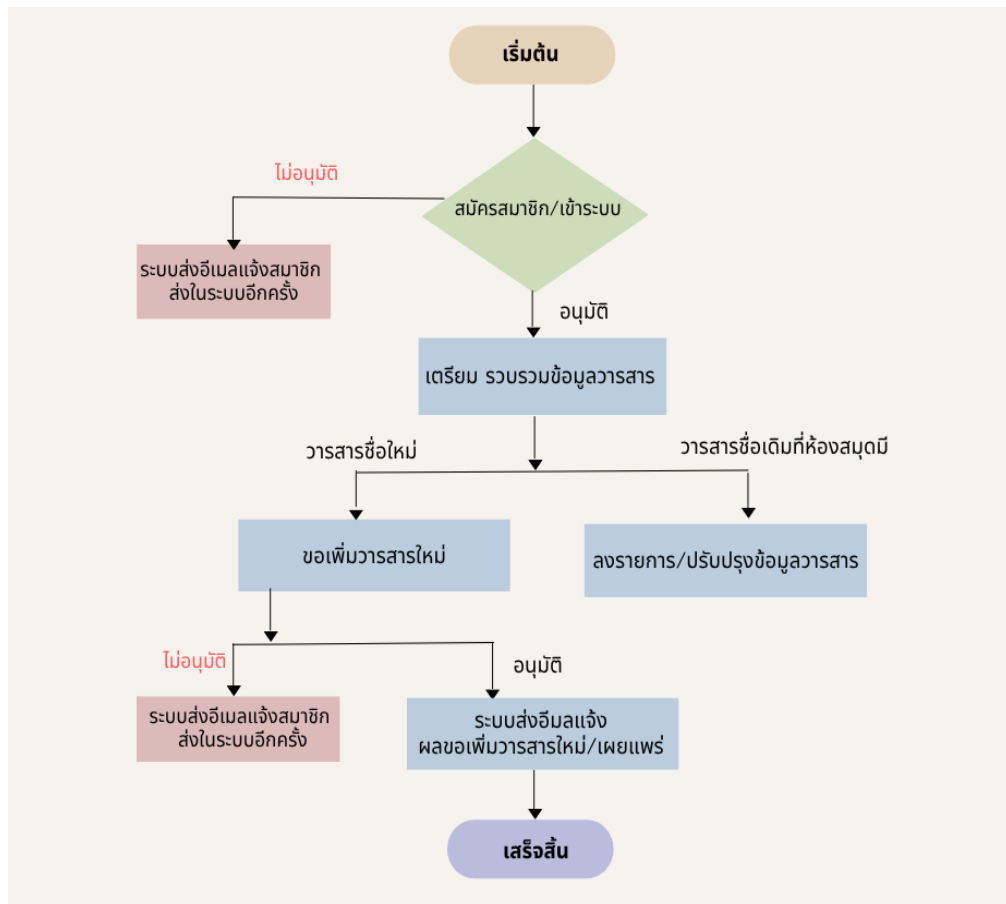 เริ่มต้น
ไม่อนุมัติ
สมัครสมาชิก/เข้าระบบ
ระบบส่งอีเมลแจ้งสมาชิก
ส่งในระบบอีกครั้ง
อนุมัติ
เตรียม รวบรวมข้อมูลวารสาร
วารสารชื่อใหม่
วารสารชื่อเดิมที่ห้องสมุดมี
ขอเพิ่มวารสารใหม่
ลงรายการ/ปรับปรุงข้อมูลวารสาร
ไม่อนุมัติ
อนุมัติ
ระบบส่งอีเมลแจ้งสมาชิก
ส่งในระบบอีกครั้ง
ระบบส่งอีมลแจ้ง
ผลขอเพิ่มวารสารใหม่/เผยแพร่
เสร็จสิ้น